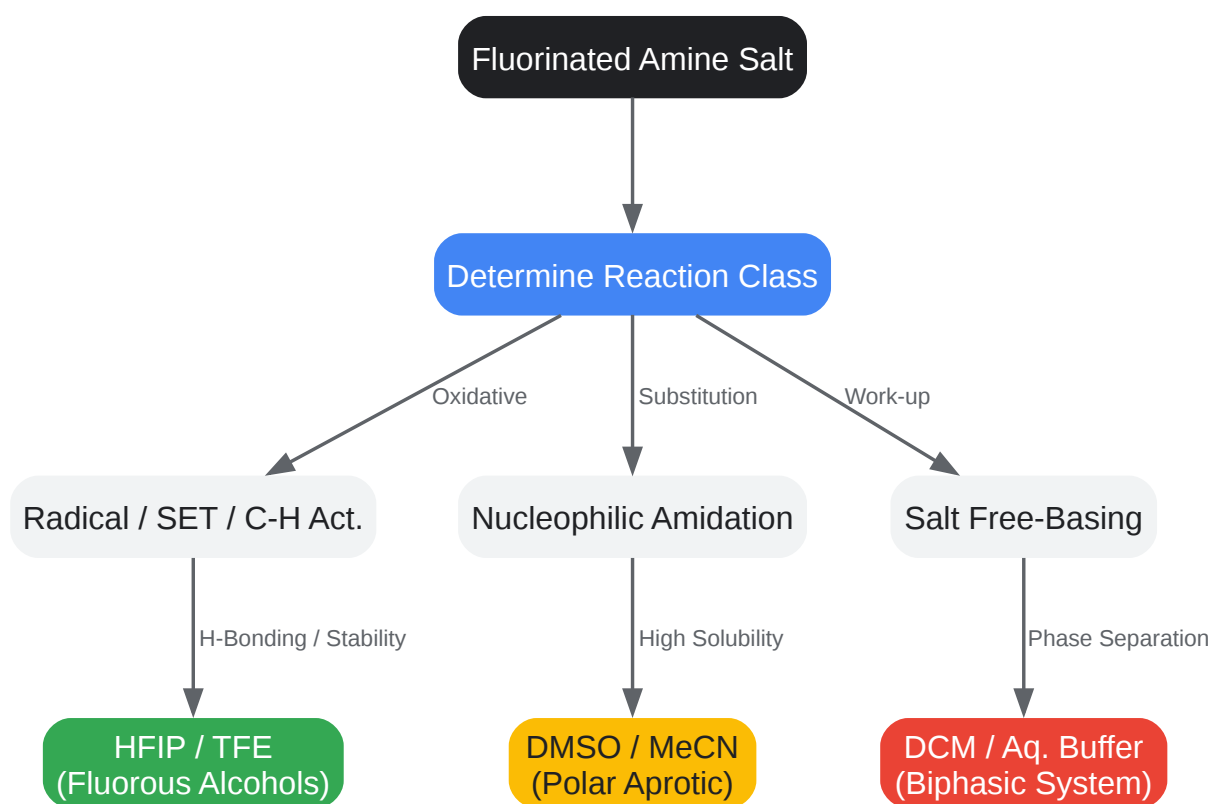 Fluorinated Amine Salt
Determine Reaction Class
Oxidative
Substitution
Work-up
Radical / SET / C-H Act.
Nucleophilic Amidation
Salt Free-Basing
H-Bonding / Stability
High Solubility
Phase Separation
HFIP / TFE
(Fluorous Alcohols)
DMSO / MeCN
(Polar Aprotic)
DCM / Aq. Buffer
(Biphasic System)